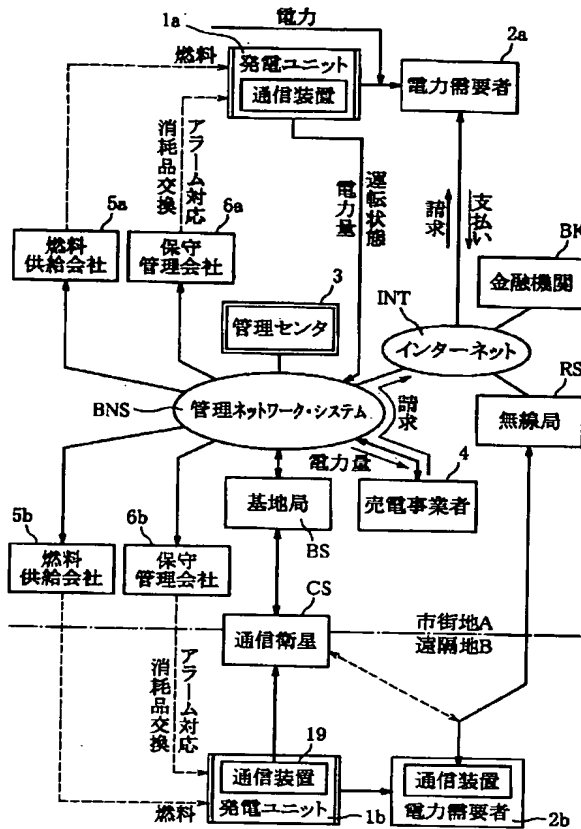 電力
1a
2a
燃料
発電ユニット
通信装置
電力需要者
アラーム対応
消耗品交換
運転状態
電力量
請求
支払い
5a
6a
燃料
供給会社
保守
管理会社
3
管理センタ
BK
金融機関
INT
インターネット
RS
無線局
BNS
管理ネットワーク・システム
請求
電力量
4
売電事業者
基地局
BS
5b
6b
燃料
供給会社
保守
管理会社
CS
通信衛星
市街地A
遠隔地B
アラーム対応
消耗品交換
19
通信装置
発電ユニット
1b
燃料
通信装置
電力需要者
2b